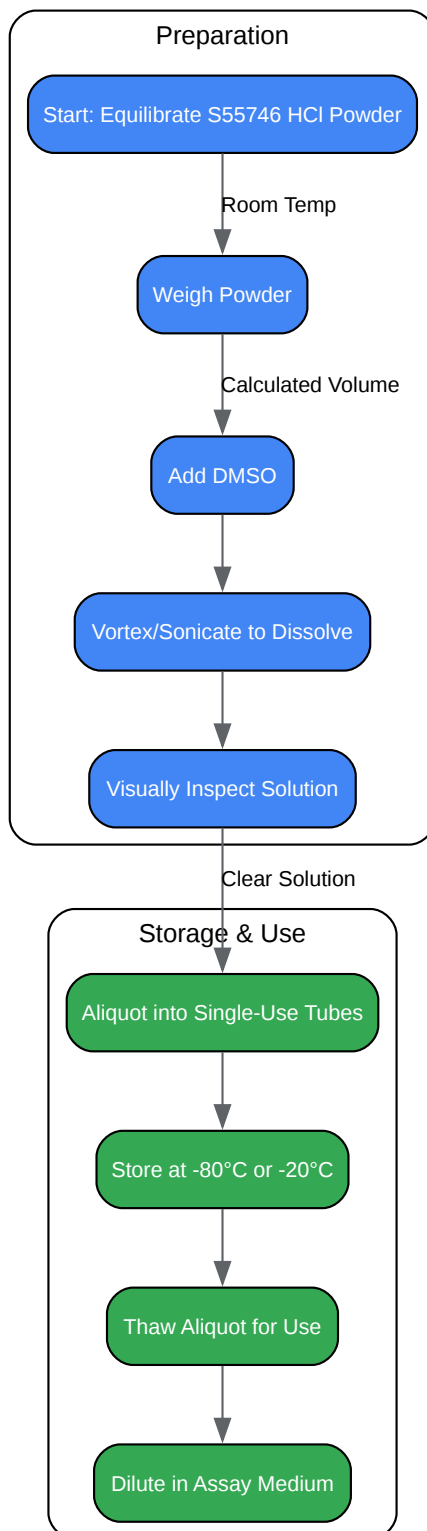 Preparation
Start: Equilibrate S55746 HCl Powder
Room Temp
Weigh Powder
Calculated Volume
Add DMSO
Vortex/Sonicate to Dissolve
Visually Inspect Solution
Clear Solution
Storage & Use
Aliquot into Single-Use Tubes
Store at -80°C or -20°C
Thaw Aliquot for Use
Dilute in Assay Medium